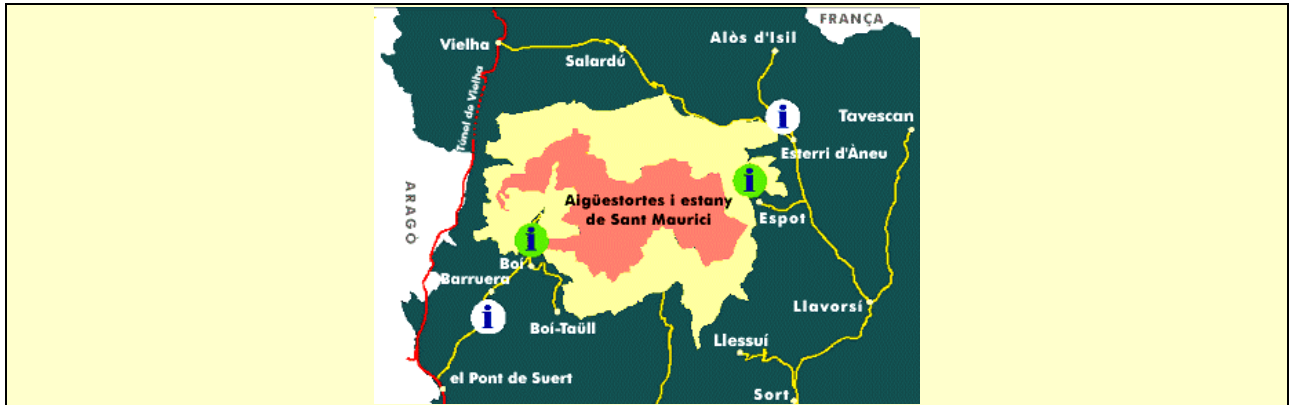 FRANÇA
Vielha
Alòs d'Isil
Salardú
Túnel de Vielha
i
Tavescan
Esterri d'Àneu
ARAGÒ
i
Aigüestortes i estany
de Sant Maurici
Espot
i
Boí
Barruera
i
Boí-Taüll
Llavorsí
Llessuí
el Pont de Suert
Sort